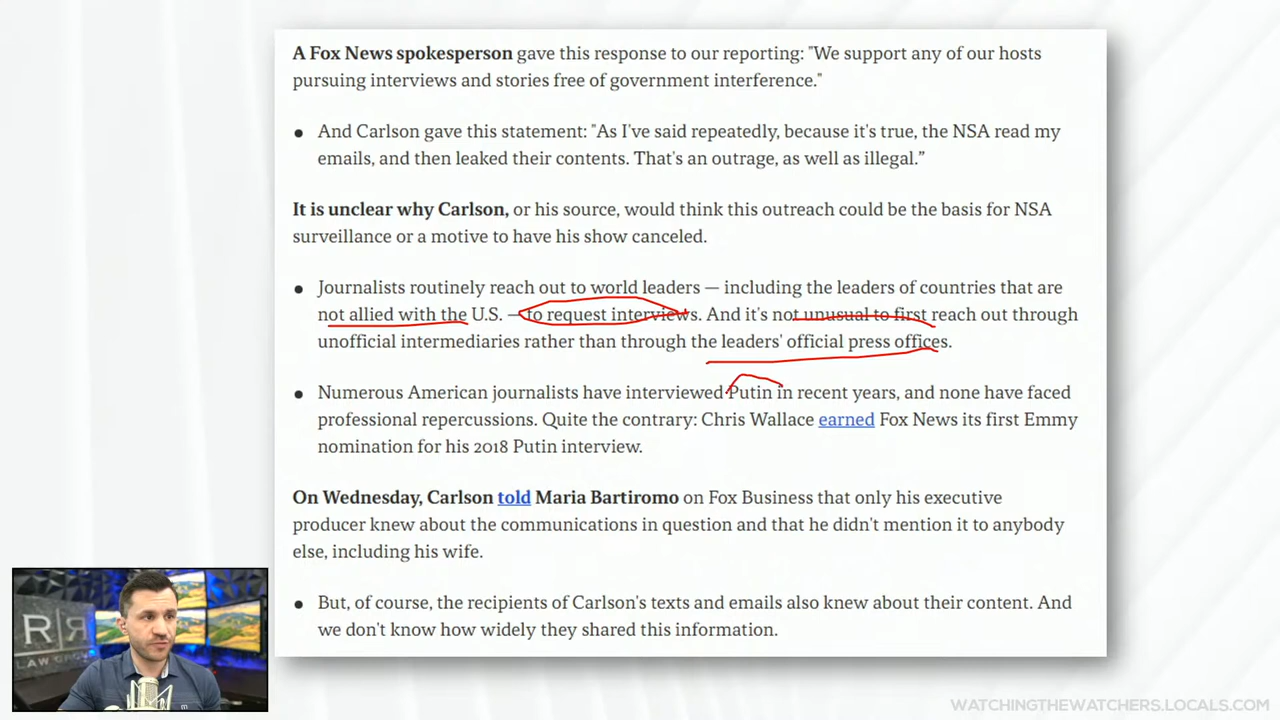 A Fox News spokesperson gave this response to our reporting: "We support any of our hosts
pursuing interviews and stories free of government interference."
● And Carlson gave this statement: "As I've said repeatedly, because it's true, the NSA read my
emails, and then leaked their contents. That's an outrage, as well as illegal.”
It is unclear why Carlson, or his source, would think this outreach could be the basis for NSA
surveillance or a motive to have his show canceled.
● Journalists routinely reach out to world leaders — including the leaders of countries that are
not allied with the U.S. — to request interviews. And it's not unusual to first reach out through
unofficial intermediaries rather than through the leaders' official press offices.
● Numerous American journalists have interviewed Putin in recent years, and none have faced
professional repercussions. Quite the contrary: Chris Wallace earned Fox News its first Emmy
nomination for his 2018 Putin interview.
On Wednesday, Carlson told Maria Bartiromo on Fox Business that only his executive
producer knew about the communications in question and that he didn't mention it to anybody
else, including his wife.
● But, of course, the recipients of Carlson's texts and emails also knew about their content. And
we don't know how widely they shared this information.
R R
LAW GRO
WATCHINGTHEWATCHERS.LOCALS.COM